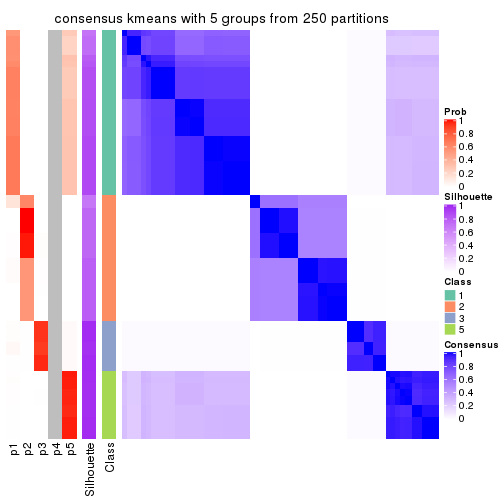 consensus kmeans with 5 groups from 250 partitions
Prob
1
0.8
0.6
0.4
0.2
0
Silhouette
1
0.8
0.6
0.4
0.2
0
Class
1
2
3
5
Consensus
1
0.8
0.6
0.4
0.2
0
p1
p2
p3
p4
p5
Silhouette
Class